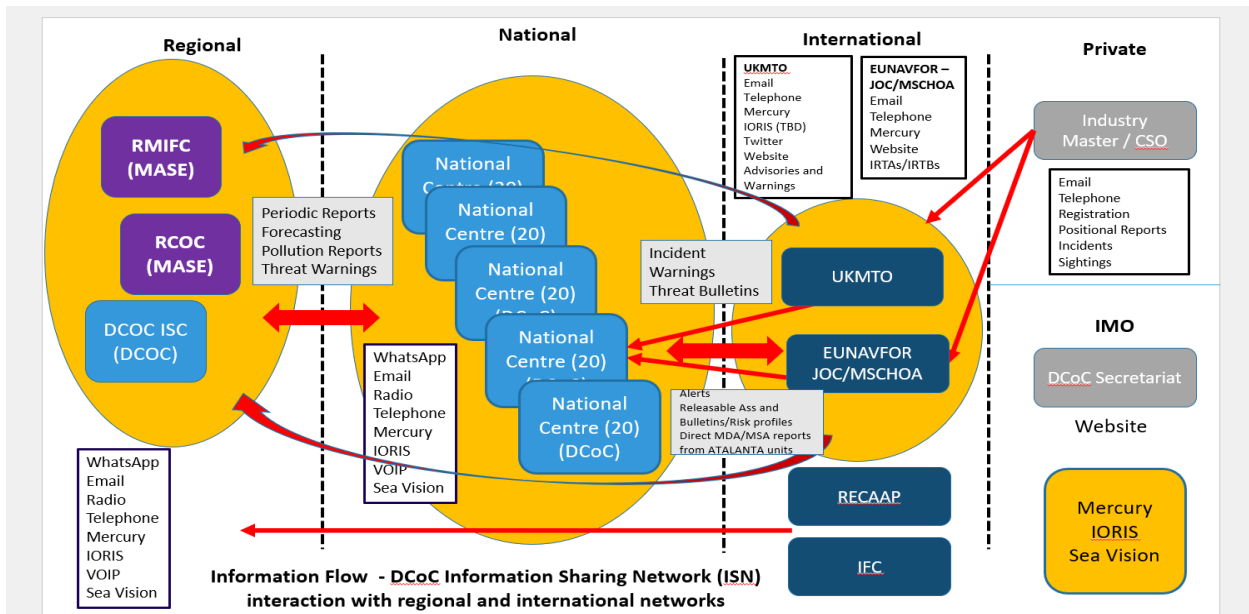 Regional
National
International
Private
RMIFC
(MASE)
RCOC
(MASE)
DCOC ISC
(DCOC)
Periodic Reports
Forecasting
Pollution Reports
Threat Warnings
WhatsApp
Email
Radio
Telephone
Mercury
IORIS
VOIP
Sea Vision
National
Centre (20)
National
Centre (20)
National
Centre (20)
(DCoC)
National
Centre (20)
(DCoC)
National
Centre (20)
(DCoC)
WhatsApp
Email
Radio
Telephone
Mercury
IORIS
VOIP
Sea Vision
UKMTO
Email
Telephone
Mercury
IORIS (TBD)
Twitter
Website
Advisories and
Warnings
EUNAVFOR –
JOC/MSCHOA
Email
Telephone
Mercury
Website
IRTAs/IRTBs
Incident
Warnings
Threat Bulletins
UKMTO
EUNAVFOR
JOC/MSCHOA
Alerts
Releasable Ass and
Bulletins/Risk profiles
Direct MDA/MSA reports
from ATALANTA units
RECAAP
IFC
Industry
Master / CSO
Email
Telephone
Registration
Positional Reports
Incidents
Sightings
IMO
DCoC Secretariat
Website
Mercury
IORIS
Sea Vision
Information Flow - DCoC Information Sharing Network (ISN)
interaction with regional and international networks